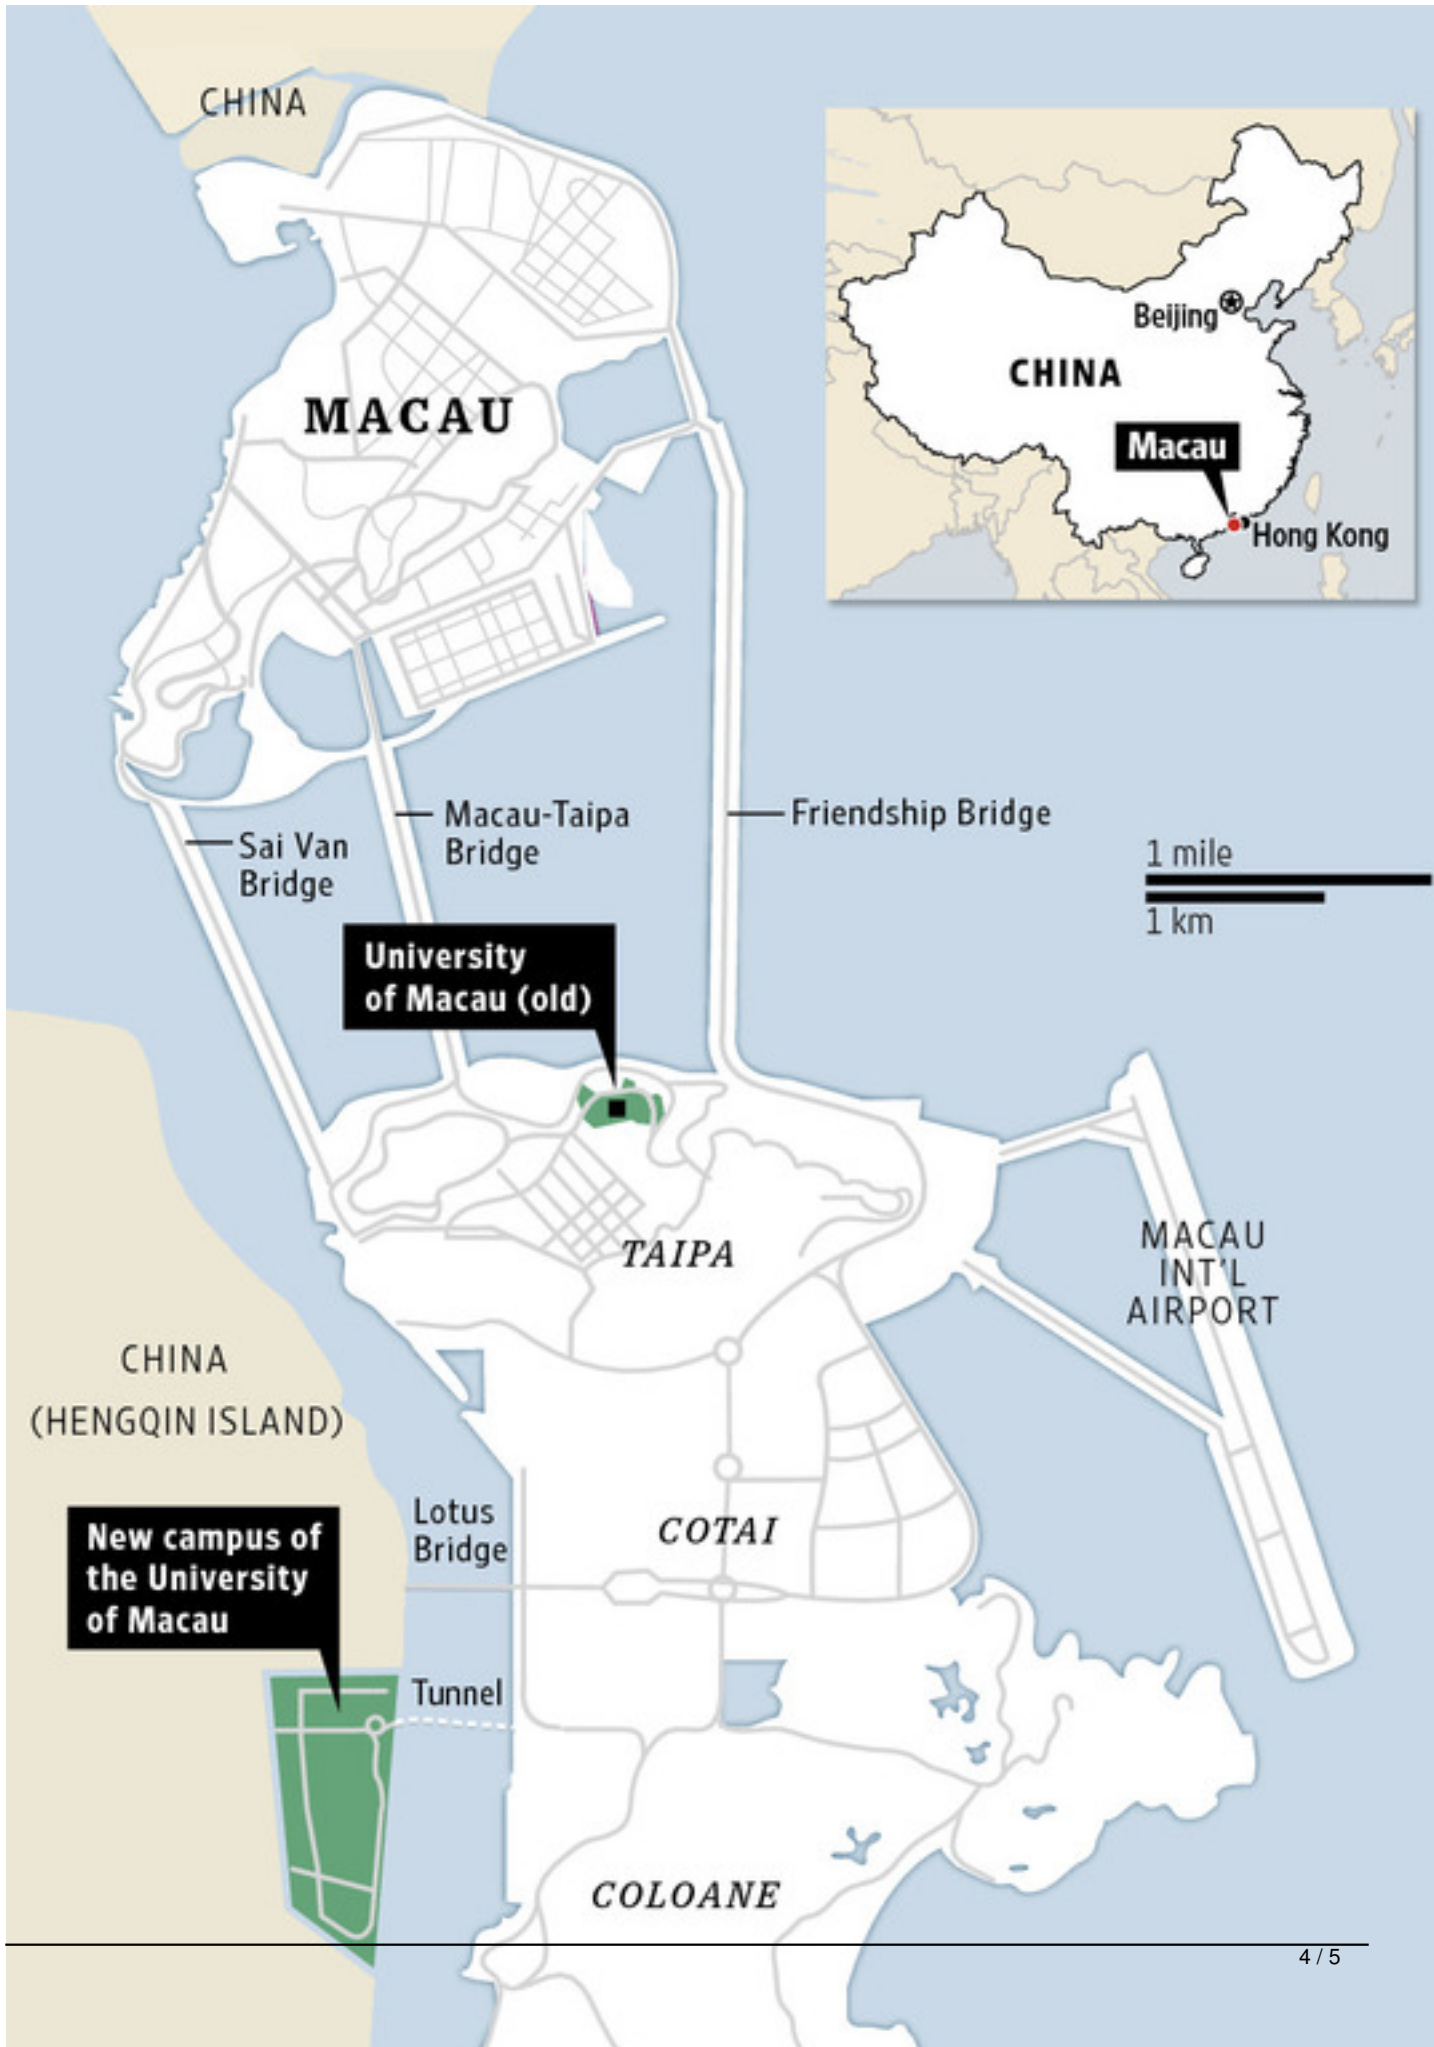 CHINA
Beijing
CHINA
MACAU
Macau
Hong Kong
Macau-Taipa
Bridge
Friendship Bridge
Sai Van
Bridge
1 mile
1 km
University
of Macau (old)
MACAU
INT'L
AIRPORT
TAIPA
CHINA
(HENGQIN ISLAND)
Lotus
Bridge
COTAI
New campus of
the University
of Macau
Tunnel
COLOANE
4 / 5